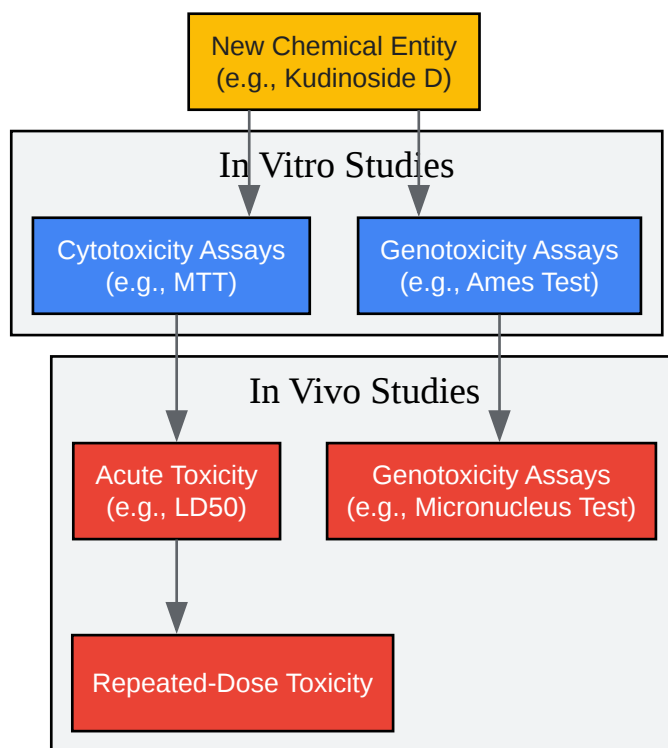 New Chemical Entity
(e.g., Kudinoside D)
In Vitro Studies
Cytotoxicity Assays
(e.g., MTT)
Genotoxicity Assays
(e.g., Ames Test)
In Vivo Studies
Acute Toxicity
(e.g., LD50)
Genotoxicity Assays
(e.g., Micronucleus Test)
Repeated-Dose Toxicity